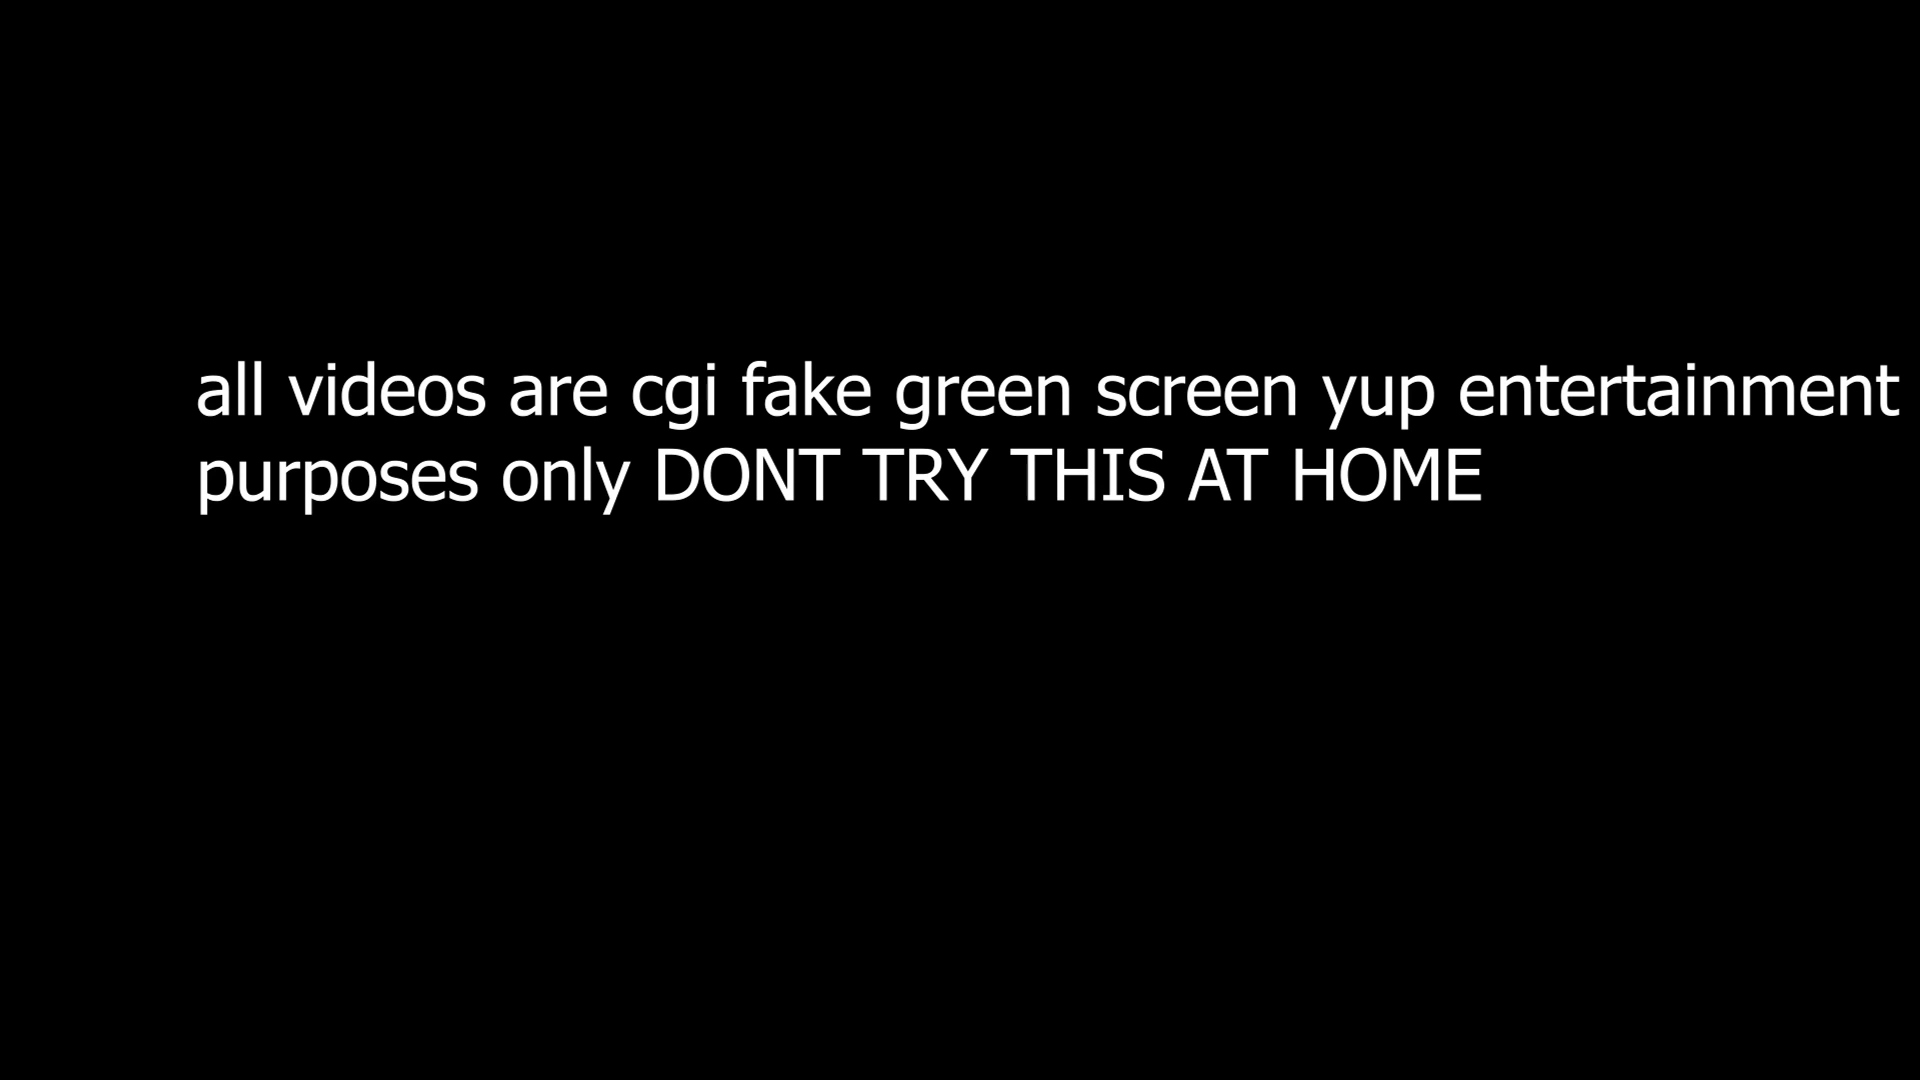 all videos are cgi fake green screen yup entertainment
purposes only DONT TRY THIS AT HOME